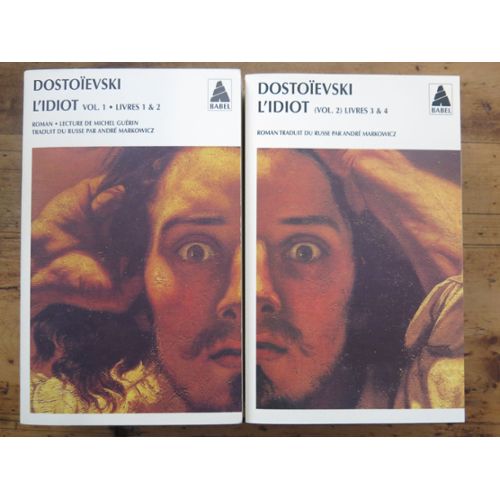 DOSTOÏEVSKI
L'IDIOT VOL. 1 • LIVRES 1 & 2
ROMAN • LECTURE DE MICHEL GUÉRIN
TRADUIT DU RUSSE PAR ANDRÉ MARKOWICZ
BABEL
DOSTOÏEVSKI
L'IDIOT (VOL. 2) LIVRES 3 & 4
ROMAN TRADUIT DU RUSSE PAR ANDRÉ MARKOWICZ
BABEL